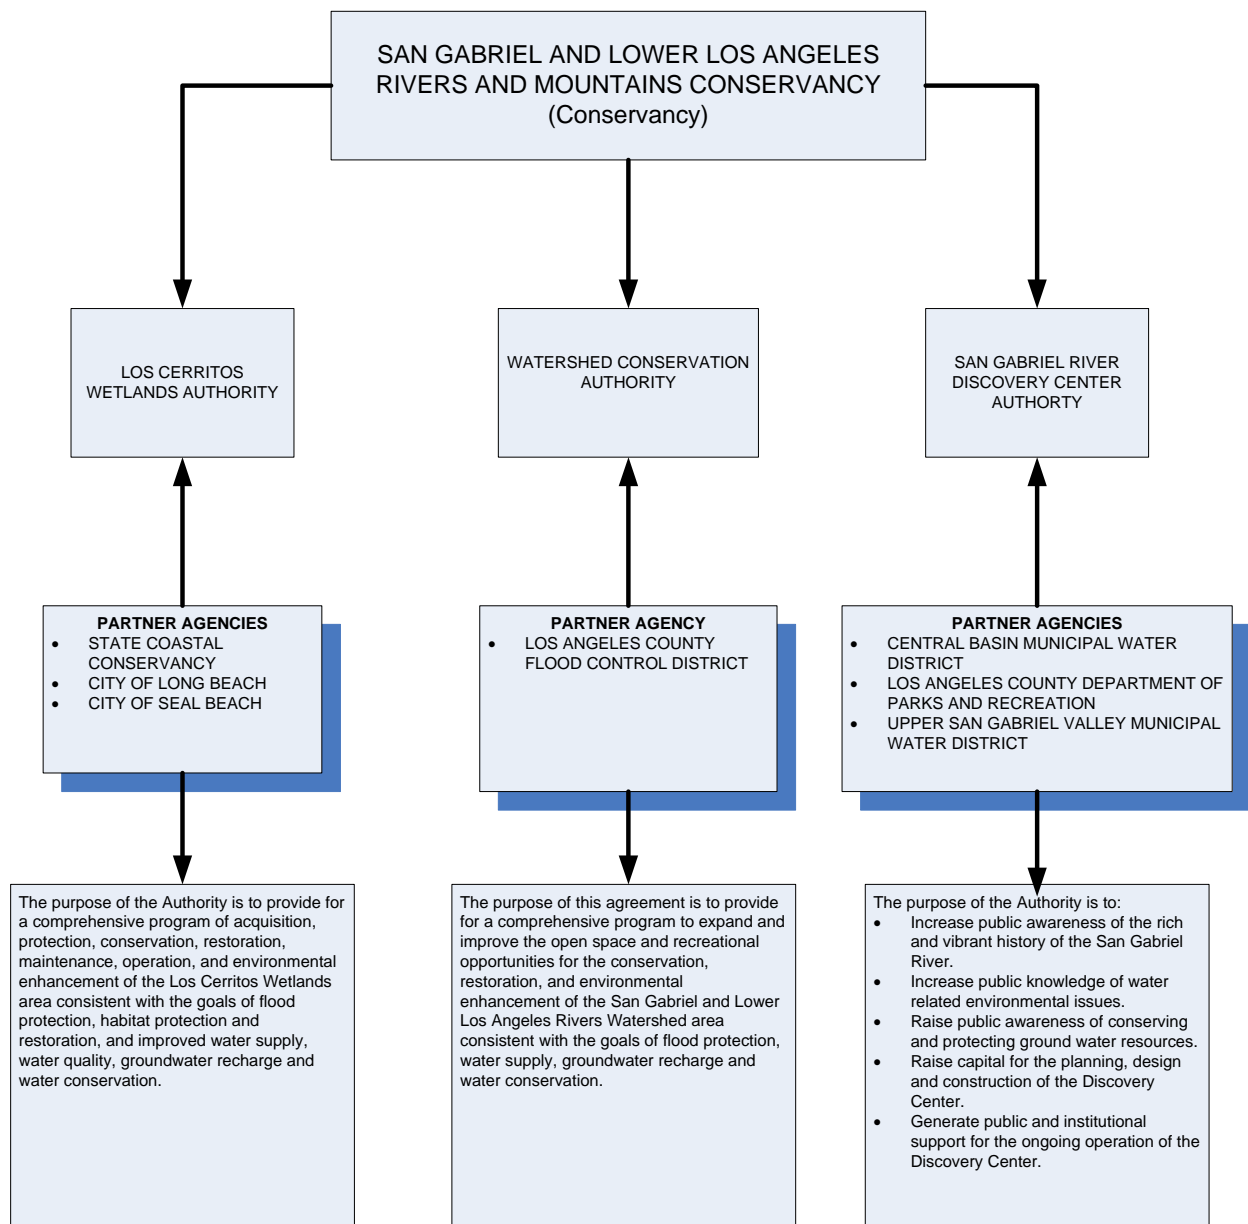 SAN GABRIEL AND LOWER LOS ANGELES
RIVERS AND MOUNTAINS CONSERVANCY
(Conservancy)
LOS CERRITOS
WETLANDS AUTHORITY
WATERSHED CONSERVATION
AUTHORITY
SAN GABRIEL RIVER
DISCOVERY CENTER
AUTHORTY
PARTNER AGENCIES
• STATE COASTAL
CONSERVANCY
• CITY OF LONG BEACH
• CITY OF SEAL BEACH
PARTNER AGENCY
• LOS ANGELES COUNTY
FLOOD CONTROL DISTRICT
PARTNER AGENCIES
• CENTRAL BASIN MUNICIPAL WATER
DISTRICT
• LOS ANGELES COUNTY DEPARTMENT OF
PARKS AND RECREATION
• UPPER SAN GABRIEL VALLEY MUNICIPAL
WATER DISTRICT
The purpose of the Authority is to provide for
a comprehensive program of acquisition,
protection, conservation, restoration,
maintenance, operation, and environmental
enhancement of the Los Cerritos Wetlands
area consistent with the goals of flood
protection, habitat protection and
restoration, and improved water supply,
water quality, groundwater recharge and
water conservation.
The purpose of this agreement is to provide
for a comprehensive program to expand and
improve the open space and recreational
opportunities for the conservation,
restoration, and environmental
enhancement of the San Gabriel and Lower
Los Angeles Rivers Watershed area
consistent with the goals of flood protection,
water supply, groundwater recharge and
water conservation.
The purpose of the Authority is to:
• Increase public awareness of the rich
and vibrant history of the San Gabriel
River.
• Increase public knowledge of water
related environmental issues.
• Raise public awareness of conserving
and protecting ground water resources.
• Raise capital for the planning, design
and construction of the Discovery
Center.
• Generate public and institutional
support for the ongoing operation of the
Discovery Center.